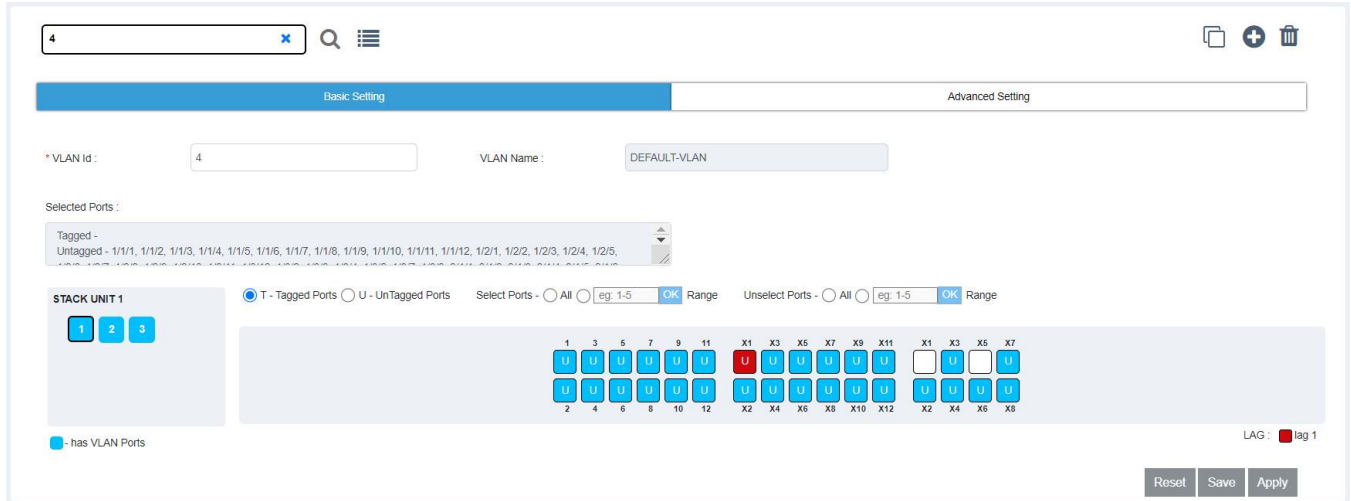 4
Basic Setting Advanced Setting
* VLAN Id : 4 VLAN Name : DEFAULT-VLAN
Selected Ports :
Tagged -
Untagged - 1/1/1, 1/1/2, 1/1/3, 1/1/4, 1/1/5, 1/1/6, 1/1/7, 1/1/8, 1/1/9, 1/1/10, 1/1/11, 1/1/12, 1/2/1, 1/2/2, 1/2/3, 1/2/4, 1/2/5,
STACK UNIT 1
1 2 3
T - Tagged Ports U - UnTagged Ports Select Ports - All eg: 1-5 OK Range Unselect Ports - All eg: 1-5 OK Range
1 3 5 7 9 11 X1 X3 X5 X7 X9 X11 X1 X3 X5 X7
U U U U U U U U U U U U U U
U U U U U U U U U U U U U U U U
2 4 6 8 10 12 X2 X4 X6 X8 X10 X12 X2 X4 X6 X8
- has VLAN Ports
LAG : lag 1
Reset Save Apply